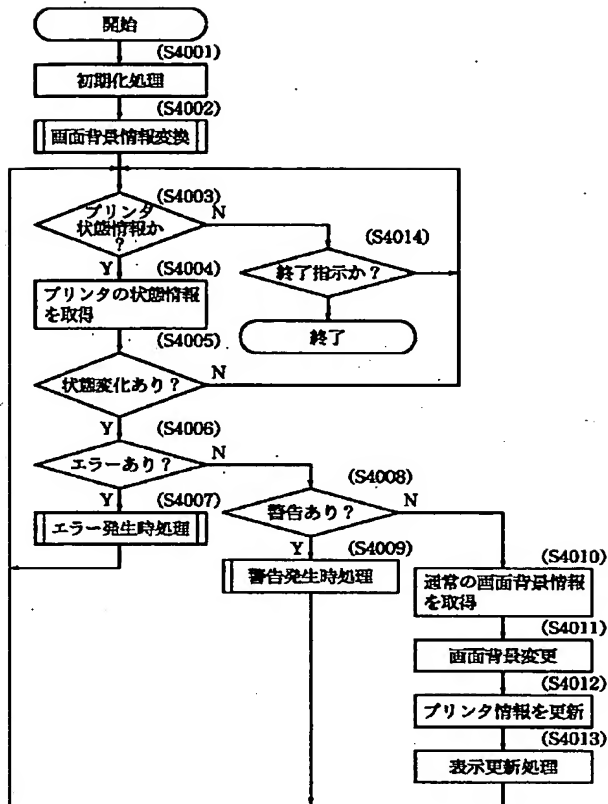 開始
(S4001)
初期化処理
(S4002)
画面背景情報変換
(S4003)
プリンタ
状態情報か
?
N
Y
(S4014)
終了指示か?
終了
(S4004)
プリンタの状態情報
を取得
(S4005)
状態変化あり?
N
Y
(S4006)
エラーあり?
N
Y
(S4007)
エラー発生時処理
(S4008)
警告あり?
N
Y
(S4009)
警告発生時処理
(S4010)
通常の画面背景情報
を取得
(S4011)
画面背景変更
(S4012)
プリンタ情報を更新
(S4013)
表示更新処理